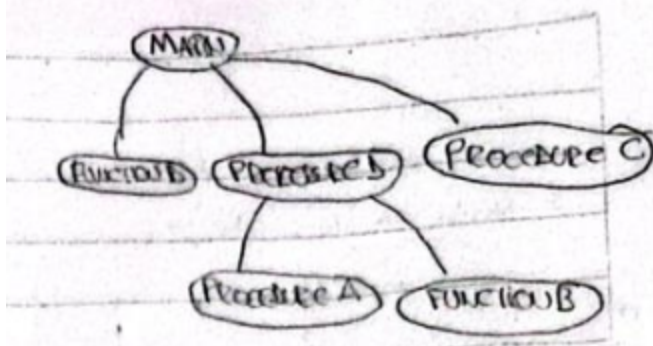 MAIN
FUNCTION B
PROCEDURE D
PROCEDURE C
PROCEDURE A
FUNCTION B